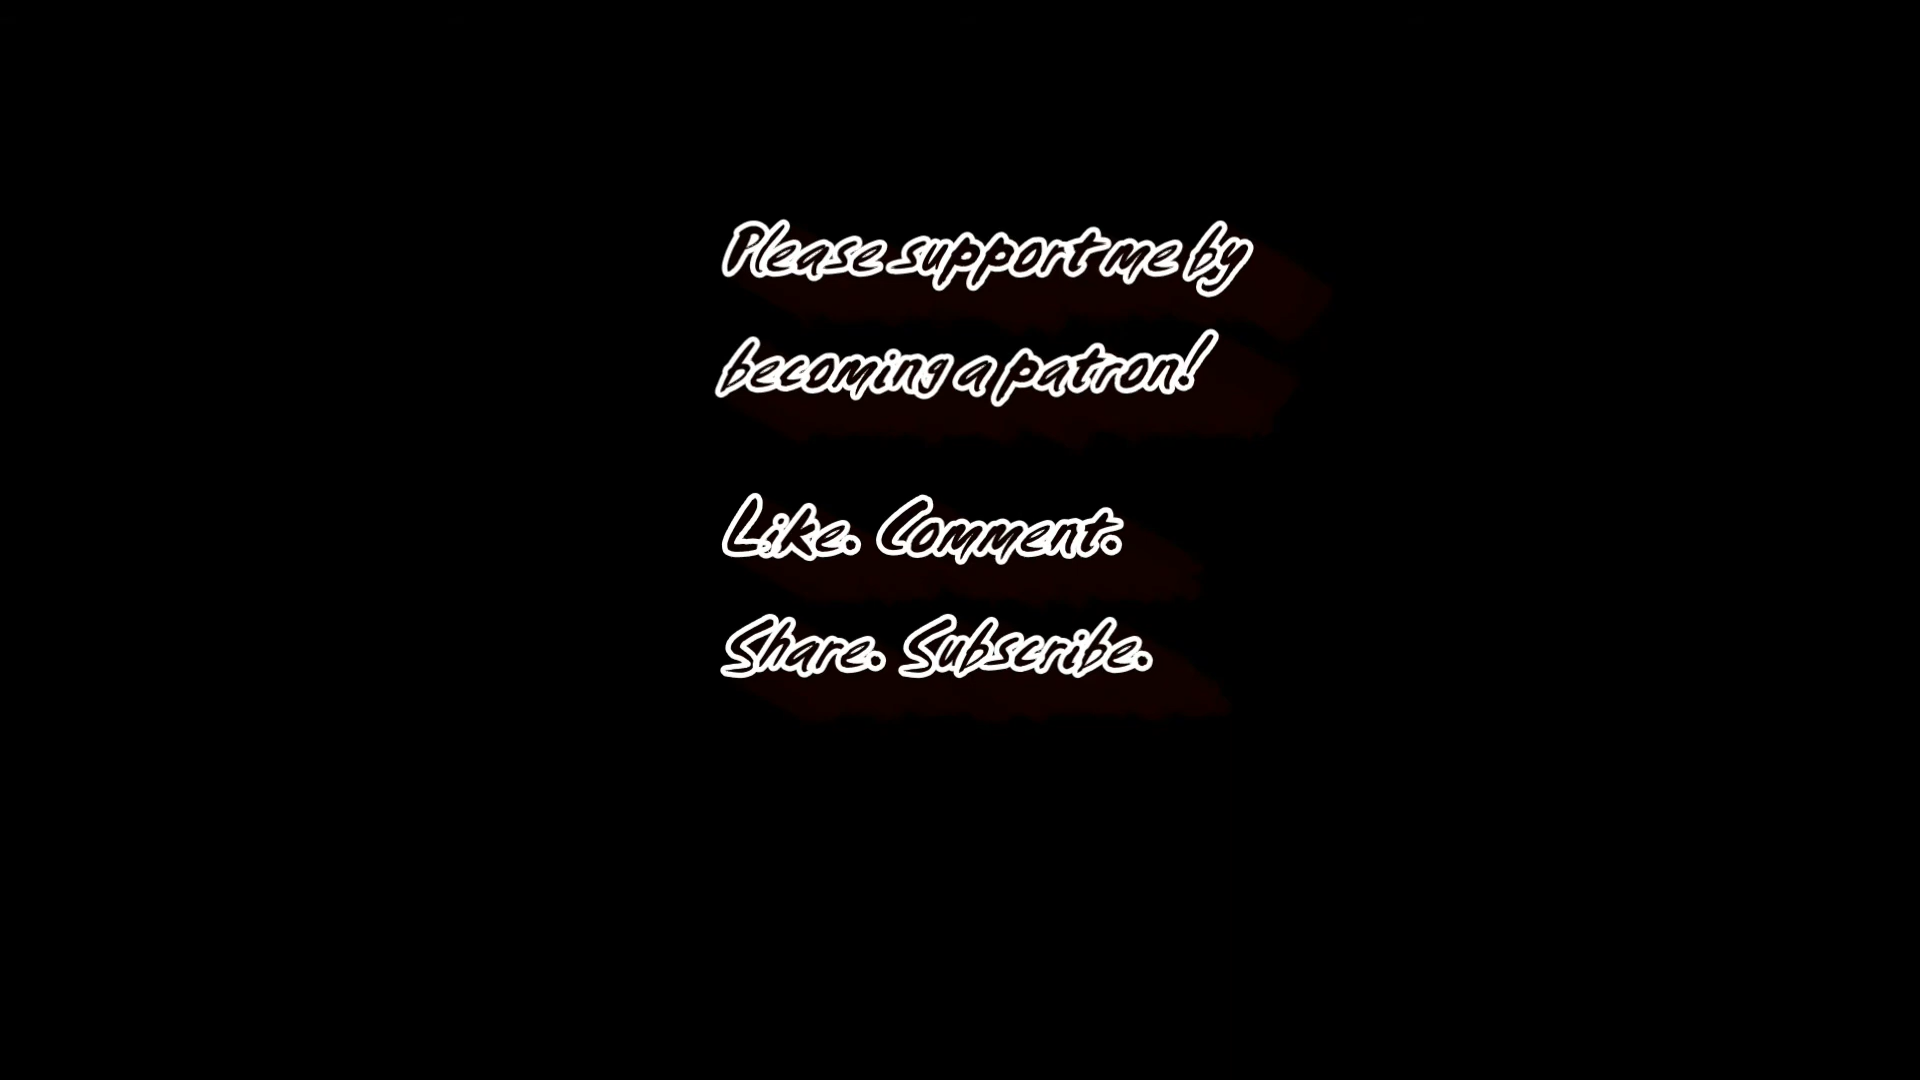 Please support me by
becoming a patron!
Like. Comment.
Share. Subscribe.